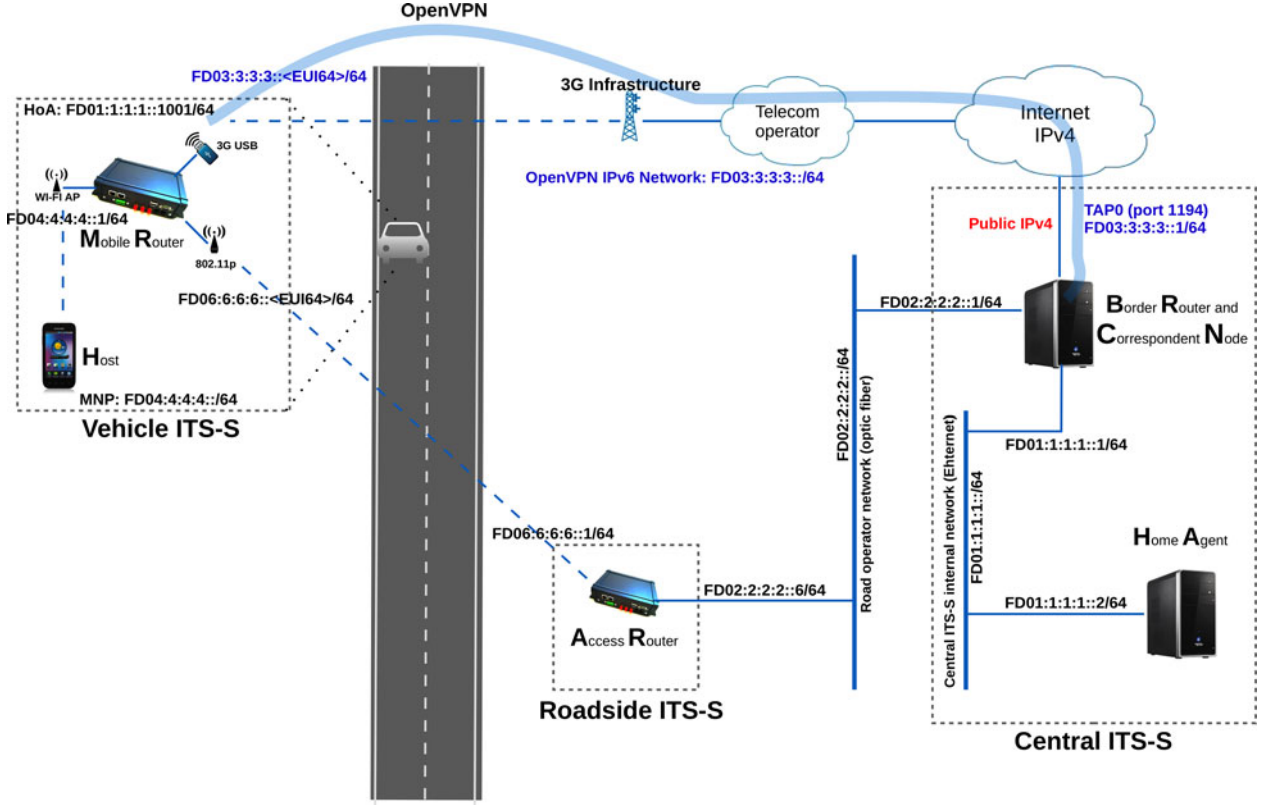 OpenVPN
FD03:3:3:3::<EUI64>/64
HoA: FD01:1:1:1::1001/64
3G USB
WI-FI AP
FD04:4:4:4::1/64
Mobile Router
802.11p
FD06:6:6:6::<EUI64>/64
Host
MNP: FD04:4:4:4::/64
Vehicle ITS-S
3G Infrastructure
Telecom
operator
Internet
IPv4
OpenVPN IPv6 Network: FD03:3:3:3::/64
Public IPv4
TAP0 (port 1194)
FD03:3:3:3::1/64
FD02:2:2:2::1/64
Border Router and
Correspondent Node
FD02:2:2:2::/64
Road operator network (optic fiber)
FD01:1:1:1::1/64
Central ITS-S internal network (Ehternet)
FD01:1:1:1::/64
FD06:6:6:6::1/64
FD02:2:2:2::6/64
Access Router
Roadside ITS-S
Home Agent
FD01:1:1:1::2/64
Central ITS-S